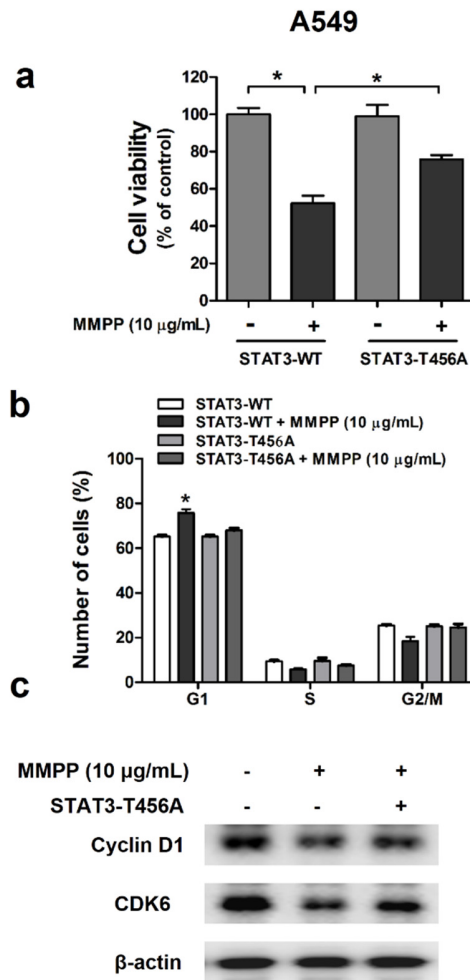 A549
a
Cell viability
(% of control)
120
100
80
60
40
20
0
MMPP (10 µg/mL) - + - +
STAT3-WT STAT3-T456A
b
STAT3-WT
STAT3-WT + MMPP (10 µg/mL)
STAT3-T456A
STAT3-T456A + MMPP (10 µg/mL)
Number of cells (%)
100
80
60
40
20
0
* *
*
G1 S G2/M
c
MMPP (10 µg/mL) - + +
STAT3-T456A - - +
Cyclin D1
CDK6
β-actin